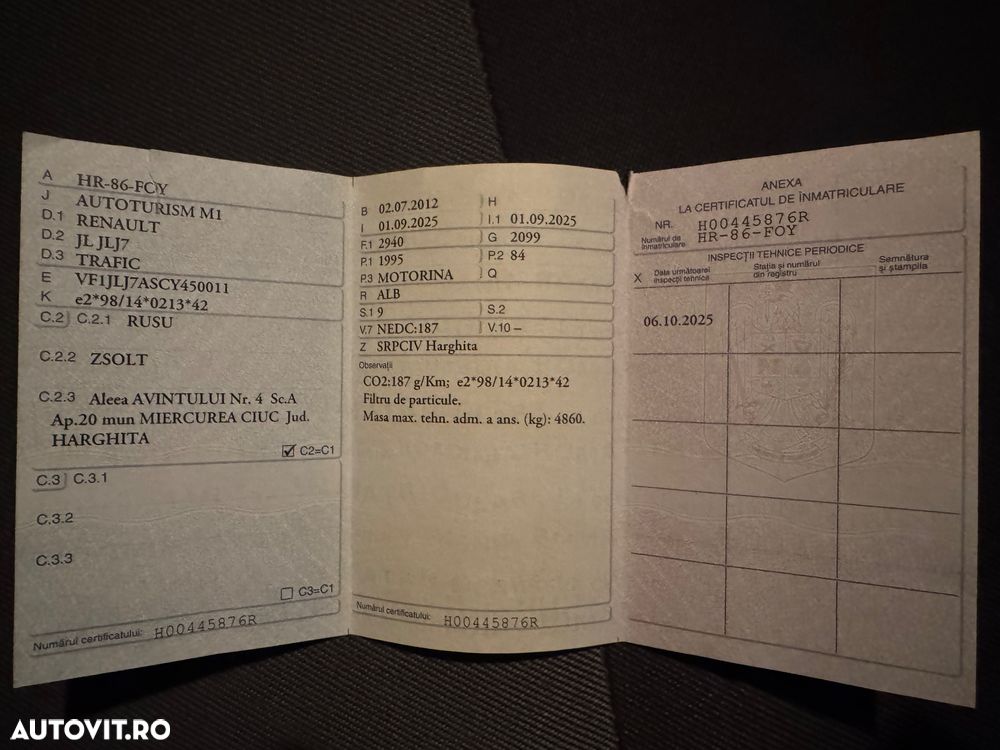 A HR-86-FOY
J AUTOTURISM M1
D.1 RENAULT
D.2 JL JLJ7
D.3 TRAFIC
E VF1JLJ7ASCY450011
K e2*98/14*0213*42
C.2 C.2.1 RUSU
C.2.2 ZSOLT
C.2.3 Aleea AVINTULUI Nr. 4 Sc.A
Ap.20 mun MIERCUREA CIUC Jud.
HARGHITA
C2=C1
C.3 C.3.1
C.3.2
C.3.3
C3=C1
Numărul certificatului: H00445876R
B 02.07.2012 H
I 01.09.2025 I.1 01.09.2025
F.1 2940 G 2099
P.1 1995 P.2 84
P.3 MOTORINA Q
R ALB
S.1 9 S.2
V.7 NEDC:187 V.10 –
Z SRPCIV Harghita
Observații
CO2:187 g/Km; e2*98/14*0213*42
Filtru de particule.
Masa max. tehn. adm. a ans. (kg): 4860.
Numărul certificatului: H00445876R
ANEXA
LA CERTIFICATUL DE ÎNMATRICULARE
NR. H00445876R
Numărul de înmatriculare HR-86-FOY
INSPECȚII TEHNICE PERIODICE
X Data următoarei inspecții tehnice Stația și numărul din registru Semnătura și ștampila
06.10.2025
AUTOVIT.RO